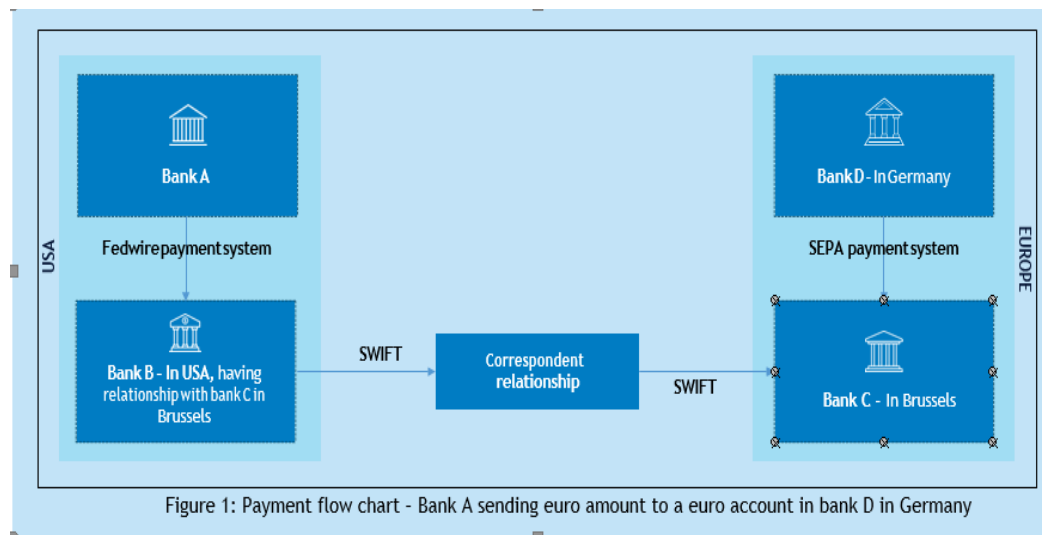 USA
Bank A
Fedwire payment system
Bank B - In USA, having
relationship with bank C in
Brussels
SWIFT
Correspondent
relationship
SWIFT
Bank D - In Germany
SEPA payment system
Bank C - In Brussels
EUROPE
Figure 1: Payment flow chart - Bank A sending euro amount to a euro account in bank D in Germany